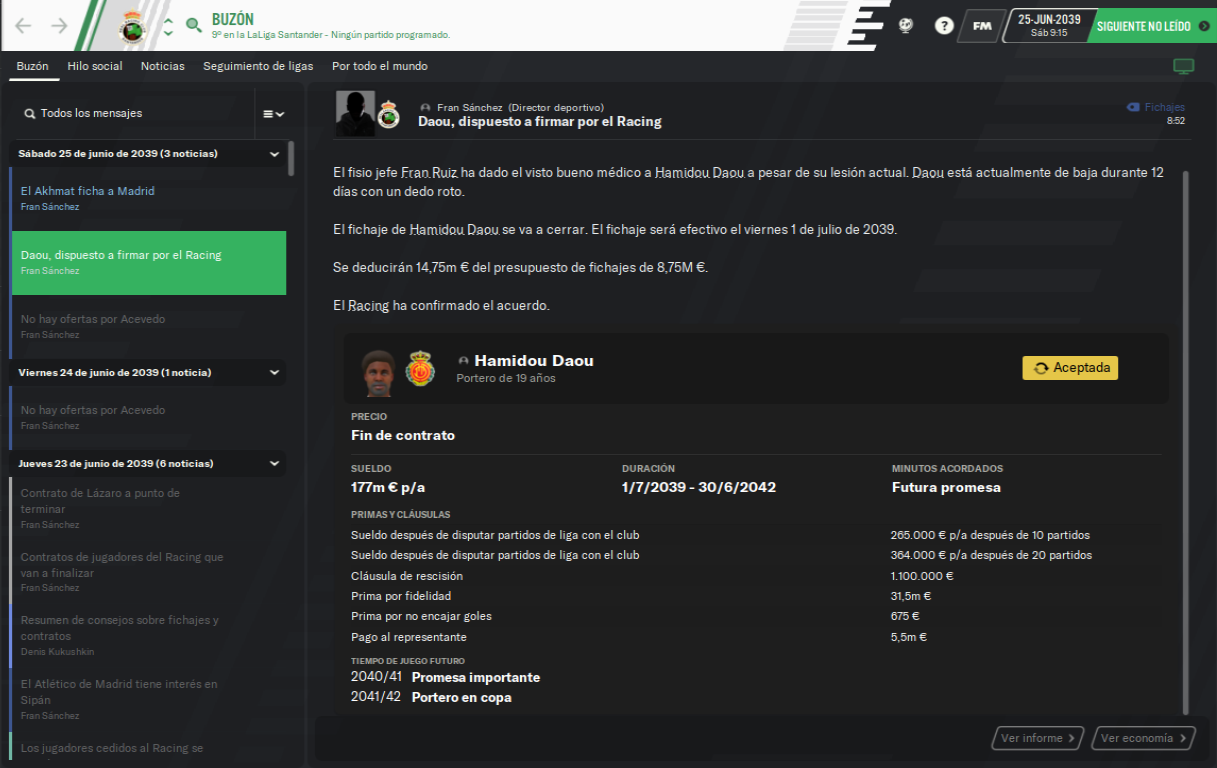 BUZÓN
9º en la LaLiga Santander - Ningún partido programado.
?
FM
25-JUN-2039
Sáb 9:15
SIGUIENTE NO LEÍDO
Buzón
Hilo social
Noticias
Seguimiento de ligas
Por todo el mundo
Todos los mensajes
Sábado 25 de junio de 2039 (3 noticias)
El Akhmat ficha a Madrid
Fran Sánchez
Daou, dispuesto a firmar por el Racing
Fran Sánchez
No hay ofertas por Acevedo
Fran Sánchez
Viernes 24 de junio de 2039 (1 noticia)
No hay ofertas por Acevedo
Fran Sánchez
Jueves 23 de junio de 2039 (6 noticias)
Contrato de Lázaro a punto de
terminar
Fran Sánchez
Contratos de jugadores del Racing que
van a finalizar
Fran Sánchez
Resumen de consejos sobre fichajes y
contratos
Denis Kukushkin
El Atlético de Madrid tiene interés en
Sipán
Fran Sánchez
Los jugadores cedidos al Racing se
Fran Sánchez (Director deportivo)
Daou, dispuesto a firmar por el Racing
Fichajes
8:52
El fisio jefe Fran Ruiz ha dado el visto bueno médico a Hamidou Daou a pesar de su lesión actual. Daou está actualmente de baja durante 12
días con un dedo roto.
El fichaje de Hamidou Daou se va a cerrar. El fichaje será efectivo el viernes 1 de julio de 2039.
Se deducirán 14,75m € del presupuesto de fichajes de 8,75M €.
El Racing ha confirmado el acuerdo.
Hamidou Daou
Portero de 19 años
Aceptada
PRECIO
Fin de contrato
SUELDO
177m € p/a
DURACIÓN
1/7/2039 - 30/6/2042
MINUTOS ACORDADOS
Futura promesa
PRIMAS Y CLÁUSULAS
Sueldo después de disputar partidos de liga con el club
265.000 € p/a después de 10 partidos
Sueldo después de disputar partidos de liga con el club
364.000 € p/a después de 20 partidos
Cláusula de rescisión
1.100.000 €
Prima por fidelidad
31,5m €
Prima por no encajar goles
675 €
Pago al representante
5,5m €
TIEMPO DE JUEGO FUTURO
2040/41 Promesa importante
2041/42 Portero en copa
Ver informe
Ver economía